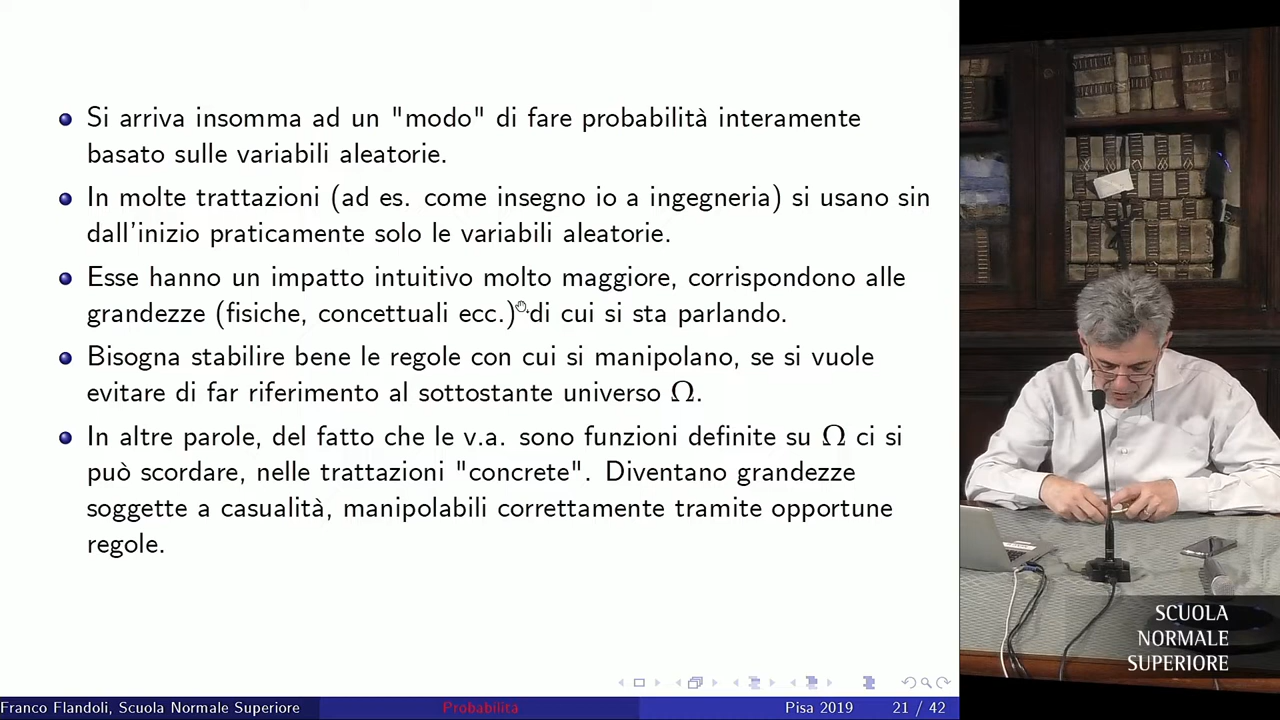 Si arriva insomma ad un "modo" di fare probabilità interamente
basato sulle variabili aleatorie.
In molte trattazioni (ad es. come insegno io a ingegneria) si usano sin
dall'inizio praticamente solo le variabili aleatorie.
Esse hanno un impatto intuitivo molto maggiore, corrispondono alle
grandezze (fisiche, concettuali ecc.) di cui si sta parlando.
Bisogna stabilire bene le regole con cui si manipolano, se si vuole
evitare di far riferimento al sottostante universo Ω.
In altre parole, del fatto che le v.a. sono funzioni definite su Ω ci si
può scordare, nelle trattazioni "concrete". Diventano grandezze
soggette a casualità, manipolabili correttamente tramite opportune
regole.
Franco Flandoli, Scuola Normale Superiore
Probabilita
Pisa 2019
21 / 42
SCUOLA
NORMALE
SUPERIORE